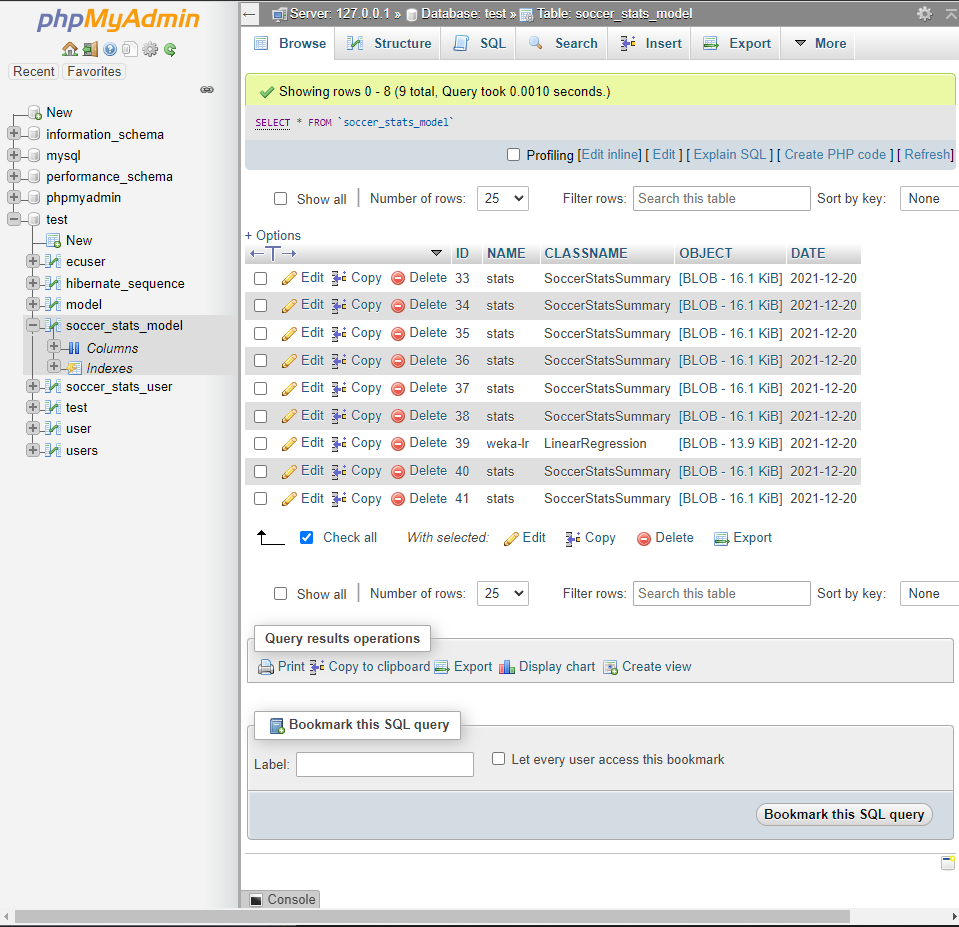 phpMyAdmin
Recent Favorites
New
information_schema
mysql
performance_schema
phpmyadmin
test
New
ecuser
hibernate_sequence
model
soccer_stats_model
Columns
Indexes
soccer_stats_user
test
user
users
Server: 127.0.0.1 » Database: test » Table: soccer_stats_model
Browse Structure SQL Search Insert Export More
Showing rows 0 - 8 (9 total, Query took 0.0010 seconds.)
SELECT * FROM `soccer_stats_model`
Profiling [Edit inline] [ Edit ] [ Explain SQL ] [ Create PHP code ] [ Refresh]
Show all Number of rows: 25 Filter rows: Search this table Sort by key: None
+ Options
ID NAME CLASSNAME OBJECT DATE
Edit Copy Delete 33 stats SoccerStatsSummary [BLOB - 16.1 KiB] 2021-12-20
Edit Copy Delete 34 stats SoccerStatsSummary [BLOB - 16.1 KiB] 2021-12-20
Edit Copy Delete 35 stats SoccerStatsSummary [BLOB - 16.1 KiB] 2021-12-20
Edit Copy Delete 36 stats SoccerStatsSummary [BLOB - 16.1 KiB] 2021-12-20
Edit Copy Delete 37 stats SoccerStatsSummary [BLOB - 16.1 KiB] 2021-12-20
Edit Copy Delete 38 stats SoccerStatsSummary [BLOB - 16.1 KiB] 2021-12-20
Edit Copy Delete 39 weka-lr LinearRegression [BLOB - 13.9 KiB] 2021-12-20
Edit Copy Delete 40 stats SoccerStatsSummary [BLOB - 16.1 KiB] 2021-12-20
Edit Copy Delete 41 stats SoccerStatsSummary [BLOB - 16.1 KiB] 2021-12-20
Check all With selected: Edit Copy Delete Export
Show all Number of rows: 25 Filter rows: Search this table Sort by key: None
Query results operations
Print Copy to clipboard Export Display chart Create view
Bookmark this SQL query
Label: Let every user access this bookmark
Bookmark this SQL query
Console